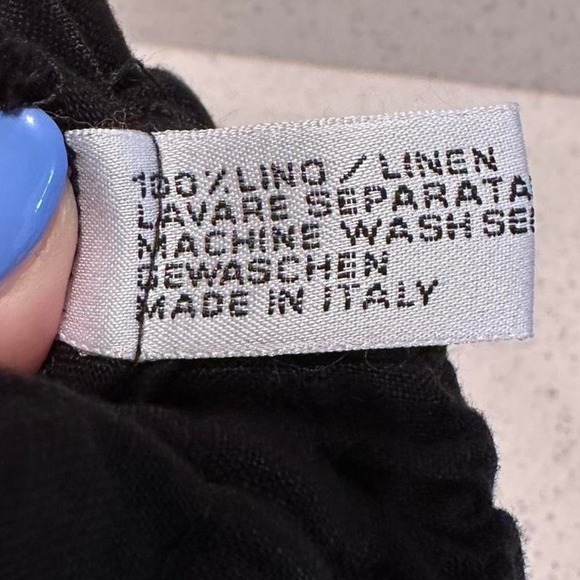 100% LINO / LINEN
LAVARE SEPARATA
MACHINE WASH SE
GEWASCHEN
MADE IN ITALY